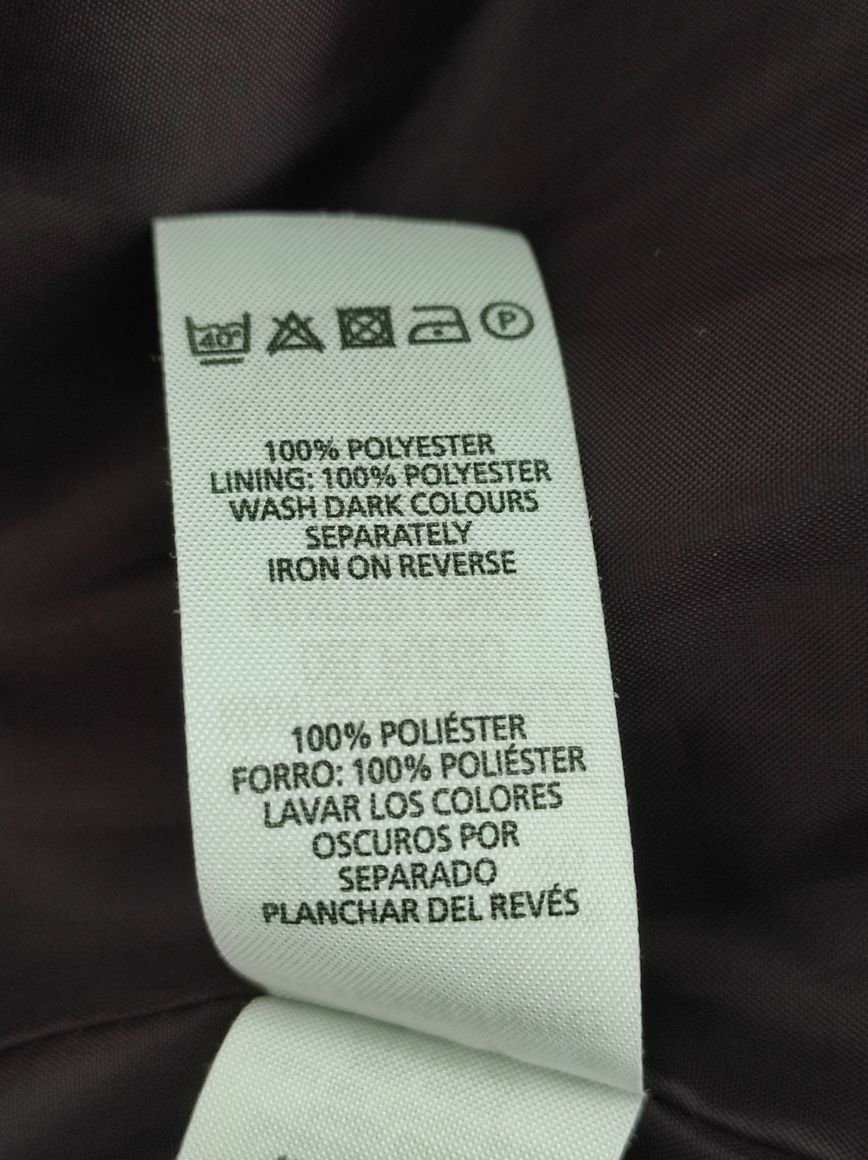 40°
P
100% POLYESTER
LINING: 100% POLYESTER
WASH DARK COLOURS
SEPARATELY
IRON ON REVERSE
100% POLIÉSTER
FORRO: 100% POLIÉSTER
LAVAR LOS COLORES
OSCUROS POR
SEPARADO
PLANCHAR DEL REVÉS